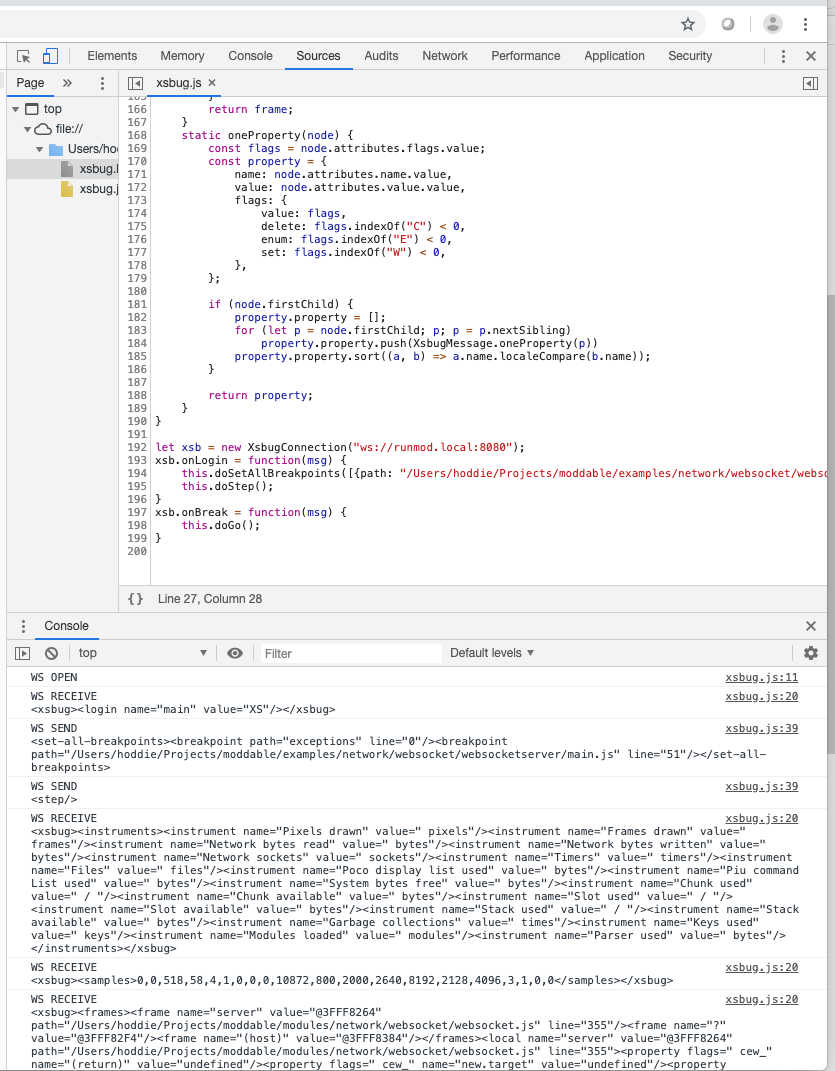 Elements Memory Console Sources Audits Network Performance Application Security
Page
xsbug.js
top
file://
Users/ho
xsbug.
xsbug.j
166 return frame;
167 }
168 static oneProperty(node) {
169 const flags = node.attributes.flags.value;
170 const property = {
171 name: node.attributes.name.value,
172 value: node.attributes.value.value,
173 flags: {
174 value: flags,
175 delete: flags.indexOf("C") < 0,
176 enum: flags.indexOf("E") < 0,
177 set: flags.indexOf("W") < 0,
178 },
179 };
180
181 if (node.firstChild) {
182 property.property = [];
183 for (let p = node.firstChild; p; p = p.nextSibling)
184 property.property.push(XsbugMessage.oneProperty(p))
185 property.property.sort((a, b) => a.name.localeCompare(b.name));
186 }
187
188 return property;
189 }
190 }
191
192 let xsb = new XsbugConnection("ws://runmod.local:8080");
193 xsb.onLogin = function(msg) {
194 this.doSetAllBreakpoints([{path: "/Users/hoddie/Projects/moddable/examples/network/websocket/webso
195 this.doStep();
196 }
197 xsb.onBreak = function(msg) {
198 this.doGo();
199 }
200
{} Line 27, Column 28
Console
top Filter Default levels
WS OPEN xsbug.js:11
WS RECEIVE xsbug.js:20
<xsbug><login name="main" value="XS"/></xsbug>
WS SEND xsbug.js:39
<set-all-breakpoints><breakpoint path="exceptions" line="0"/><breakpoint
path="/Users/hoddie/Projects/moddable/examples/network/websocket/websocketserver/main.js" line="51"/></set-all-
breakpoints>
WS SEND xsbug.js:39
<step/>
WS RECEIVE xsbug.js:20
<xsbug><instruments><instrument name="Pixels drawn" value=" pixels"/><instrument name="Frames drawn" value="
frames"/><instrument name="Network bytes read" value=" bytes"/><instrument name="Network bytes written" value="
bytes"/><instrument name="Network sockets" value=" sockets"/><instrument name="Timers" value=" timers"/><instrument
name="Files" value=" files"/><instrument name="Poco display list used" value=" bytes"/><instrument name="Piu command
List used" value=" bytes"/><instrument name="System bytes free" value=" bytes"/><instrument name="Chunk used"
value=" / "/><instrument name="Chunk available" value=" bytes"/><instrument name="Slot used" value=" / "/>
<instrument name="Slot available" value=" bytes"/><instrument name="Stack used" value=" / "/><instrument name="Stack
available" value=" bytes"/><instrument name="Garbage collections" value=" times"/><instrument name="Keys used"
value=" keys"/><instrument name="Modules loaded" value=" modules"/><instrument name="Parser used" value=" bytes"/>
</instruments></xsbug>
WS RECEIVE xsbug.js:20
<xsbug><samples>0,0,518,58,4,1,0,0,0,10872,800,2000,2640,8192,2128,4096,3,1,0,0</samples></xsbug>
WS RECEIVE xsbug.js:20
<xsbug><frames><frame name="server" value="@3FFF8264"
path="/Users/hoddie/Projects/moddable/modules/network/websocket/websocket.js" line="355"/><frame name="?"
value="@3FFF82F4"/><frame name="(host)" value="@3FFF8384"/></frames><local name="server" value="@3FFF8264"
path="/Users/hoddie/Projects/moddable/modules/network/websocket/websocket.js" line="355"><property flags=" cew_"
name="(return)" value="undefined"/><property flags=" cew_" name="new.target" value="undefined"/><property